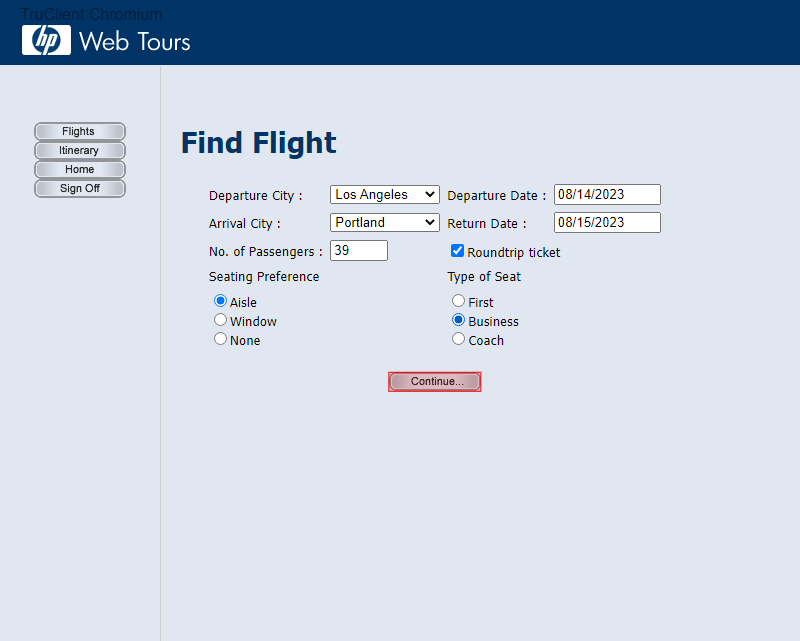 TruClient Chromium
hp Web Tours
Flights
Itinerary
Home
Sign Off
Find Flight
Departure City : Los Angeles Departure Date : 08/14/2023
Arrival City : Portland Return Date : 08/15/2023
No. of Passengers : 39 Roundtrip ticket
Seating Preference Type of Seat
Aisle First
Window Business
None Coach
Continue...